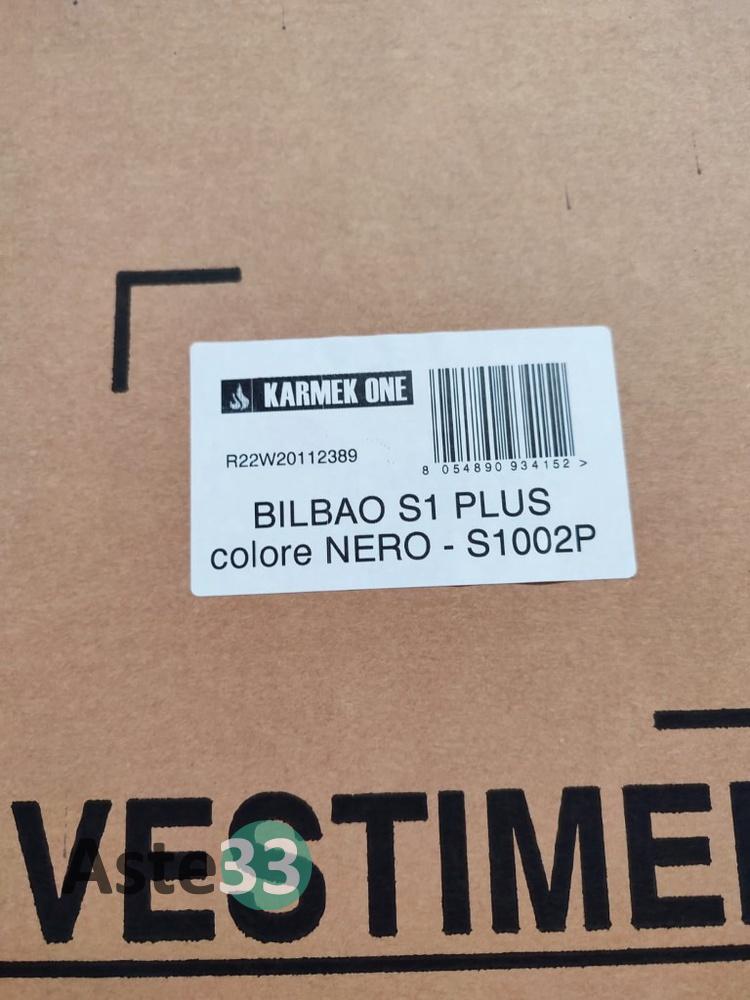 KARMEK ONE
R22W20112389
8 054890 934152 >
BILBAO S1 PLUS
colore NERO - S1002P
VESTIME
Aste33